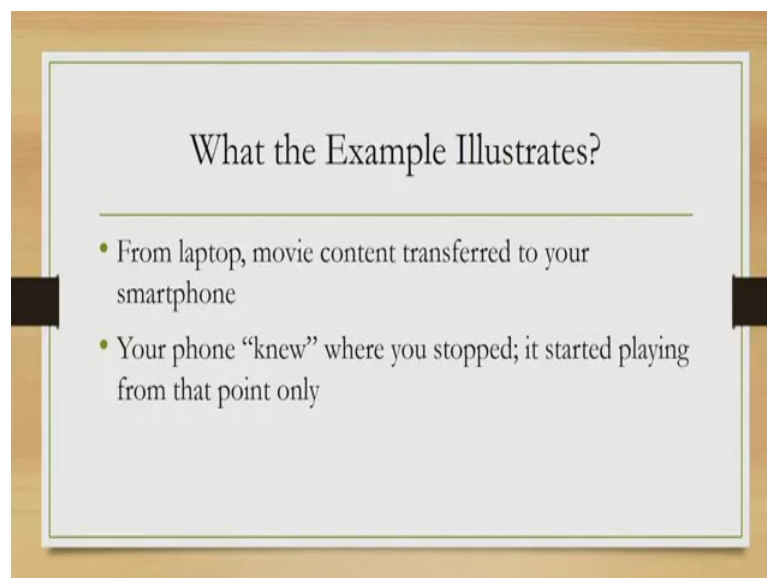 What the Example Illustrates?
• From laptop, movie content transferred to your
smartphone
• Your phone “knew” where you stopped; it started playing
from that point only